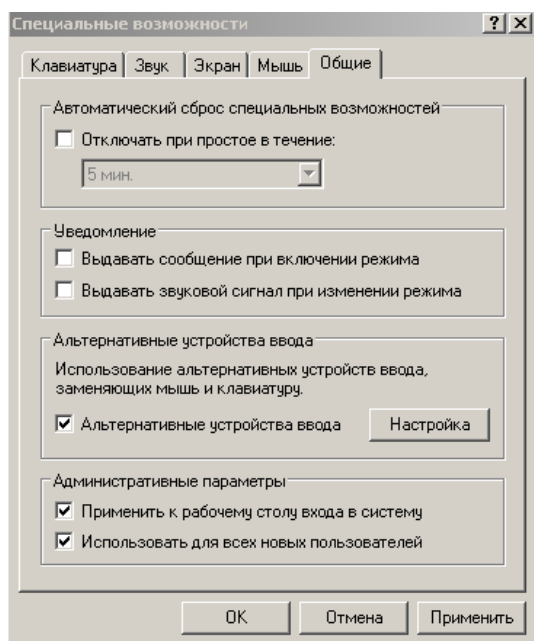 Специальные возможности
Клавиатура Звук Экран Мышь Общие
Автоматический сброс специальных возможностей
Отключать при простое в течение:
5 мин.
Уведомление
Выдавать сообщение при включении режима
Выдавать звуковой сигнал при изменении режима
Альтернативные устройства ввода
Использование альтернативных устройств ввода,
заменяющих мышь и клавиатуру.
Альтернативные устройства ввода Настройка
Административные параметры
Применить к рабочему столу входа в систему
Использовать для всех новых пользователей
ОК Отмена Применить